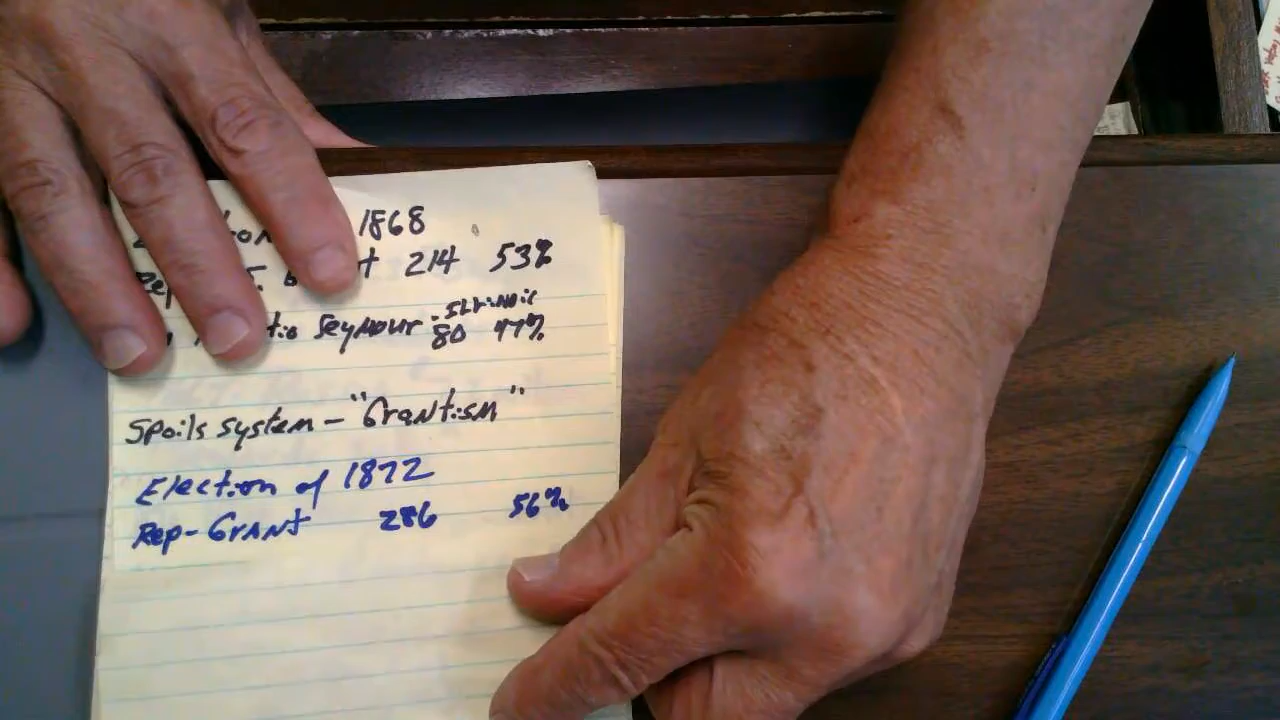 1868
214 53%
Seymour 80 47%
Spoils system - "Grantism"
Election of 1872
Rep- Grant 286 56%